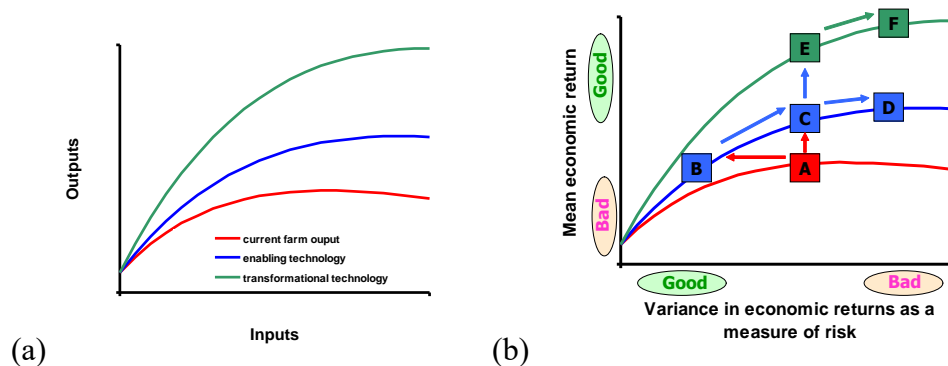 Outputs
current farm ouput
enabling technology
transformational technology
Inputs
(a)
Mean economic return
Good
Bad
F
E
C
D
B
A
Good
Bad
Variance in economic returns as a
measure of risk
(b)